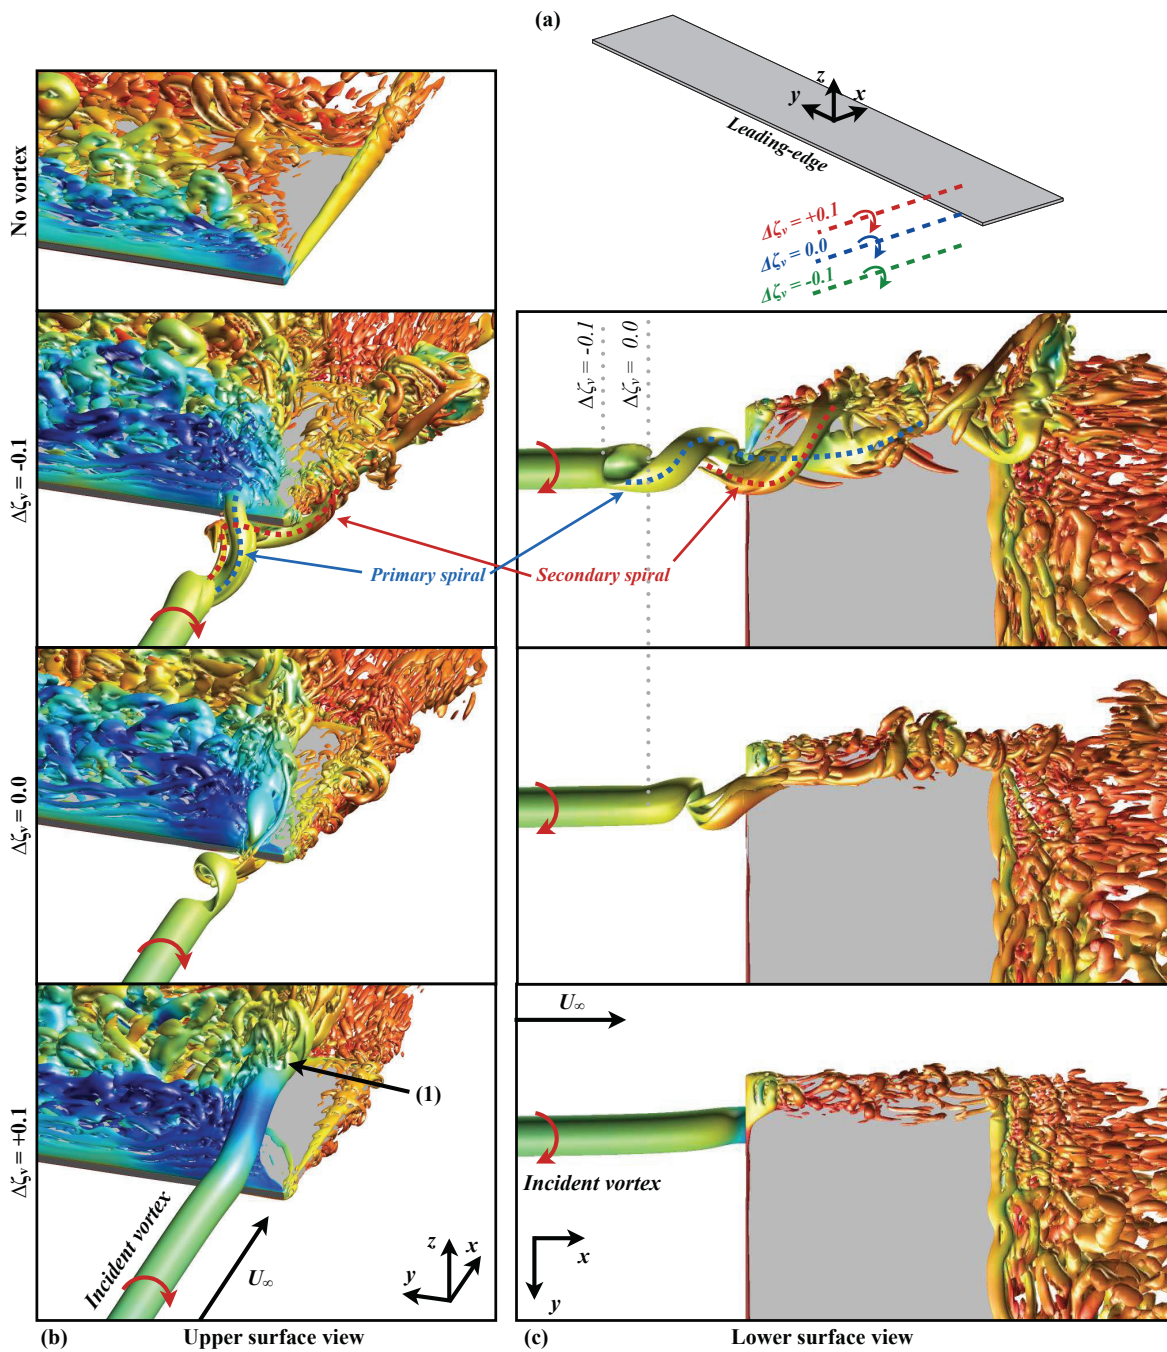 (a)
z
y
x
Leading-edge
Δζv = +0.1
Δζv = 0.0
Δζv = -0.1
No vortex
Δζv = -0.1
Δζv = 0.0
Δζv = +0.1
Δζv = -0.1
Δζv = 0.0
Primary spiral
Secondary spiral
(1)
Incident vortex
U∞
z
x
y
U∞
Incident vortex
x
y
(b)
Upper surface view
(c)
Lower surface view